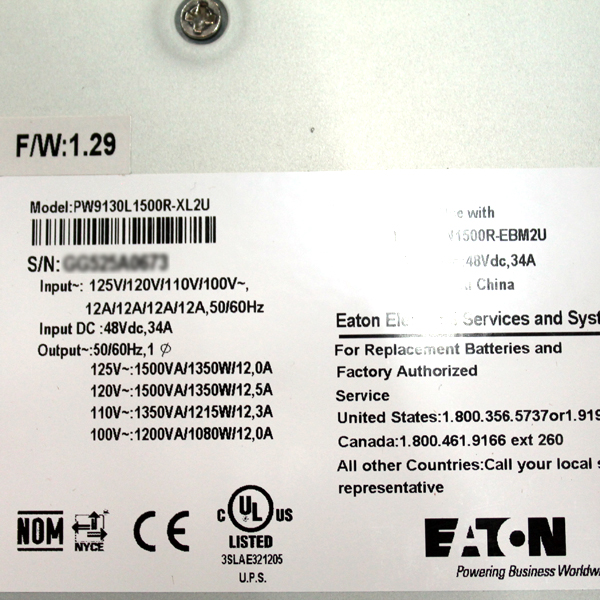 F/W:1.29
Model:PW9130L1500R-XL2U
S/N:
Input~: 125V/120V/110V/100V~,
12A/12A/12A/12A,50/60Hz
Input DC :48Vdc,34A
Output~:50/60Hz,1 ϕ
125V~:1500VA/1350W/12,0A
120V~:1500VA/1350W/12,5A
110V~:1350VA/1215W/12,3A
100V~:1200VA/1080W/12,0A
with
1500R-EBM2U
48Vdc,34A
China
Eaton Services and Syst
For Replacement Batteries and
Factory Authorized
Service
United States:1.800.356.5737or1.919
Canada:1.800.461.9166 ext 260
All other Countries:Call your local s
representative
NOM
NYCE
CE
C UL US
LISTED
3SLAE321205
U.P.S.
EATON
Powering Business Worldw